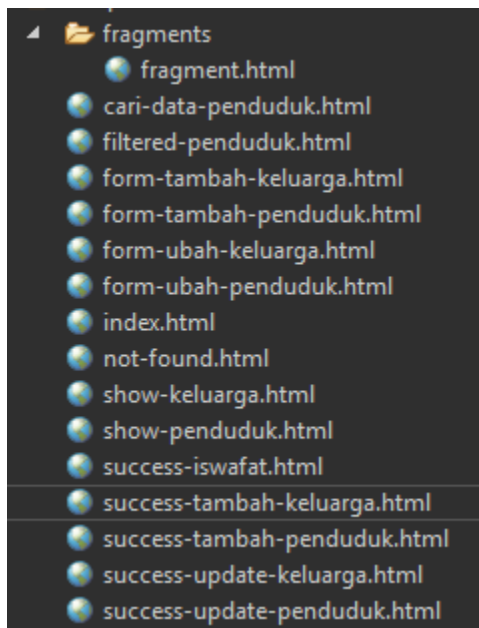 fragments
fragment.html
cari-data-penduduk.html
filtered-penduduk.html
form-tambah-keluarga.html
form-tambah-penduduk.html
form-ubah-keluarga.html
form-ubah-penduduk.html
index.html
not-found.html
show-keluarga.html
show-penduduk.html
success-iswafat.html
success-tambah-keluarga.html
success-tambah-penduduk.html
success-update-keluarga.html
success-update-penduduk.html